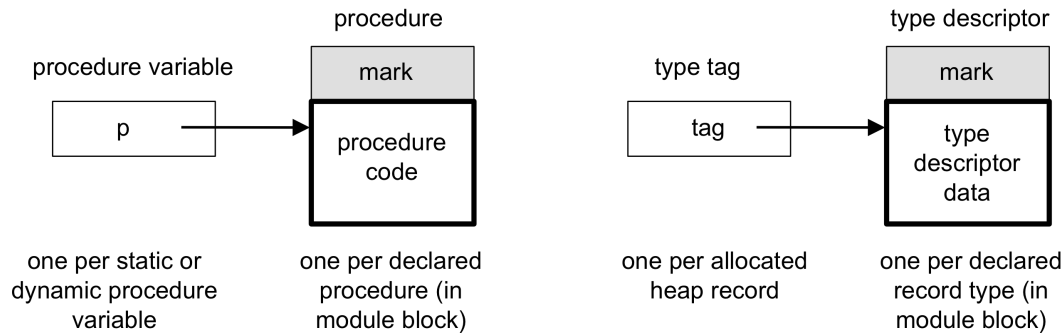 procedure
procedure variable
mark
p
procedure
code
one per static or
dynamic procedure
variable
one per declared
procedure (in
module block)
type descriptor
type tag
mark
tag
type
descriptor
data
one per allocated
heap record
one per declared
record type (in
module block)